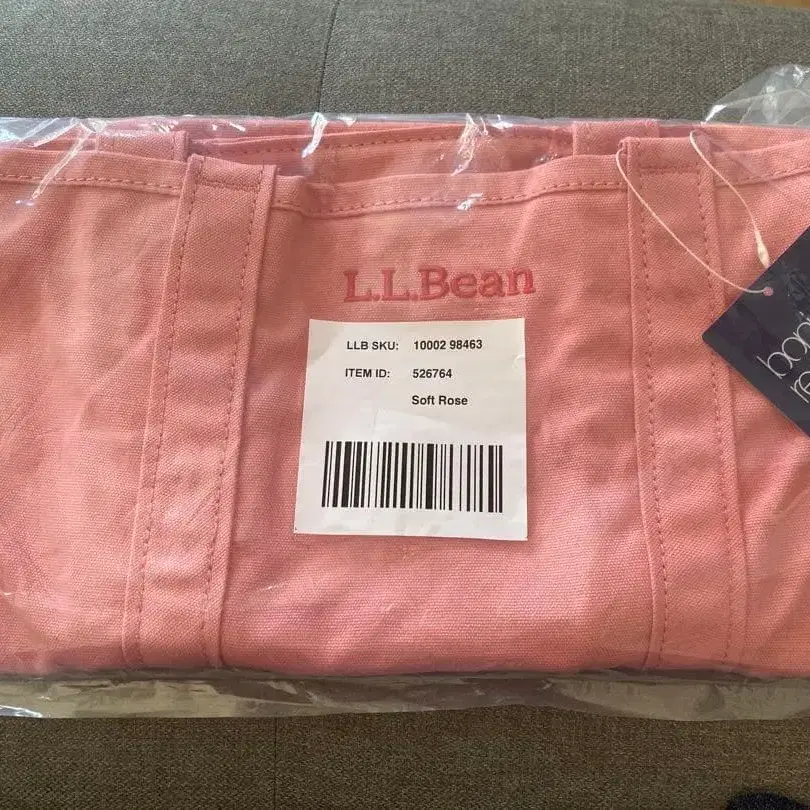 L.L.Bean
LLB SKU: 10002 98463
ITEM ID: 526764
Soft Rose